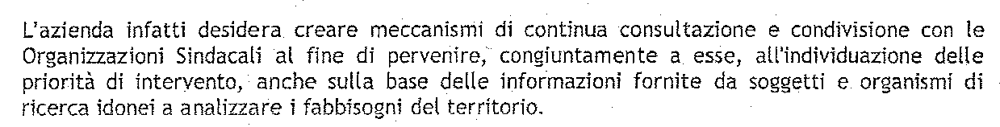 L'azienda infatti desidera creare meccanismi di continua consultazione e condivisione con le
Organizzazioni Sindacali al fine di pervenire, congiuntamente a esse, all'individuazione delle
priorità di intervento, anche sulla base delle informazioni fornite da soggetti e organismi di
ricerca idonei a analizzare i fabbisogni del territorio.